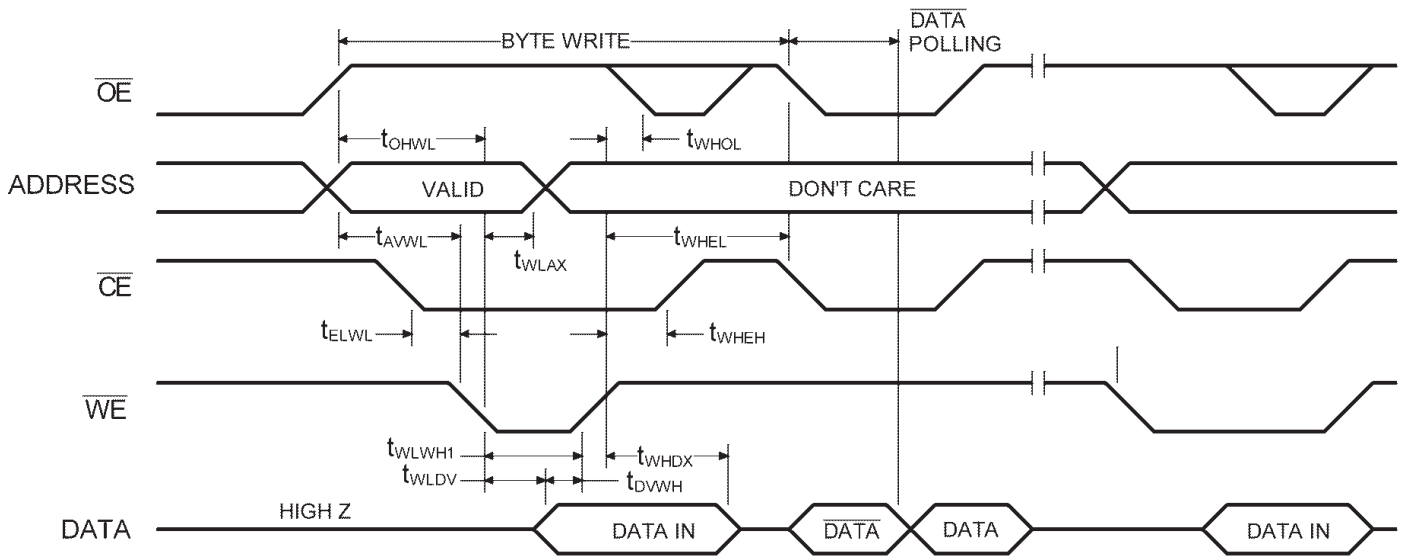 DATA
BYTE WRITE
POLLING
OE
tOHWL
tWHOL
ADDRESS
VALID
DON'T CARE
tAVWL
tWLAX
tWHEL
CE
tELWL
tWHEH
WE
tWLWH1
tWHDX
tWLDV
tDVWH
HIGH Z
DATA
DATA IN
DATA
DATA
DATA IN